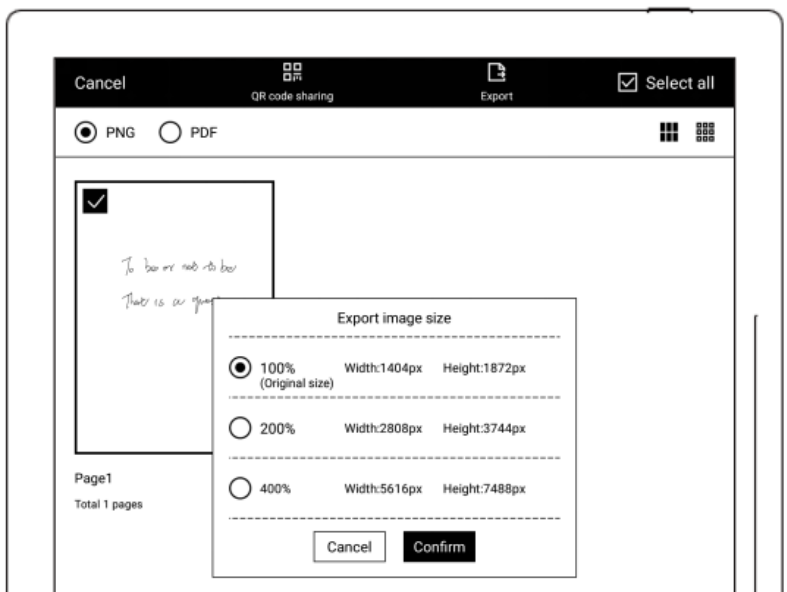 Cancel
QR code sharing
Export
Select all
PNG
PDF
To be or not to be
That is a
Export image size
100% Width:1404px Height:1872px
(Original size)
200% Width:2808px Height:3744px
400% Width:5616px Height:7488px
Page1
Total 1 pages
Cancel
Confirm